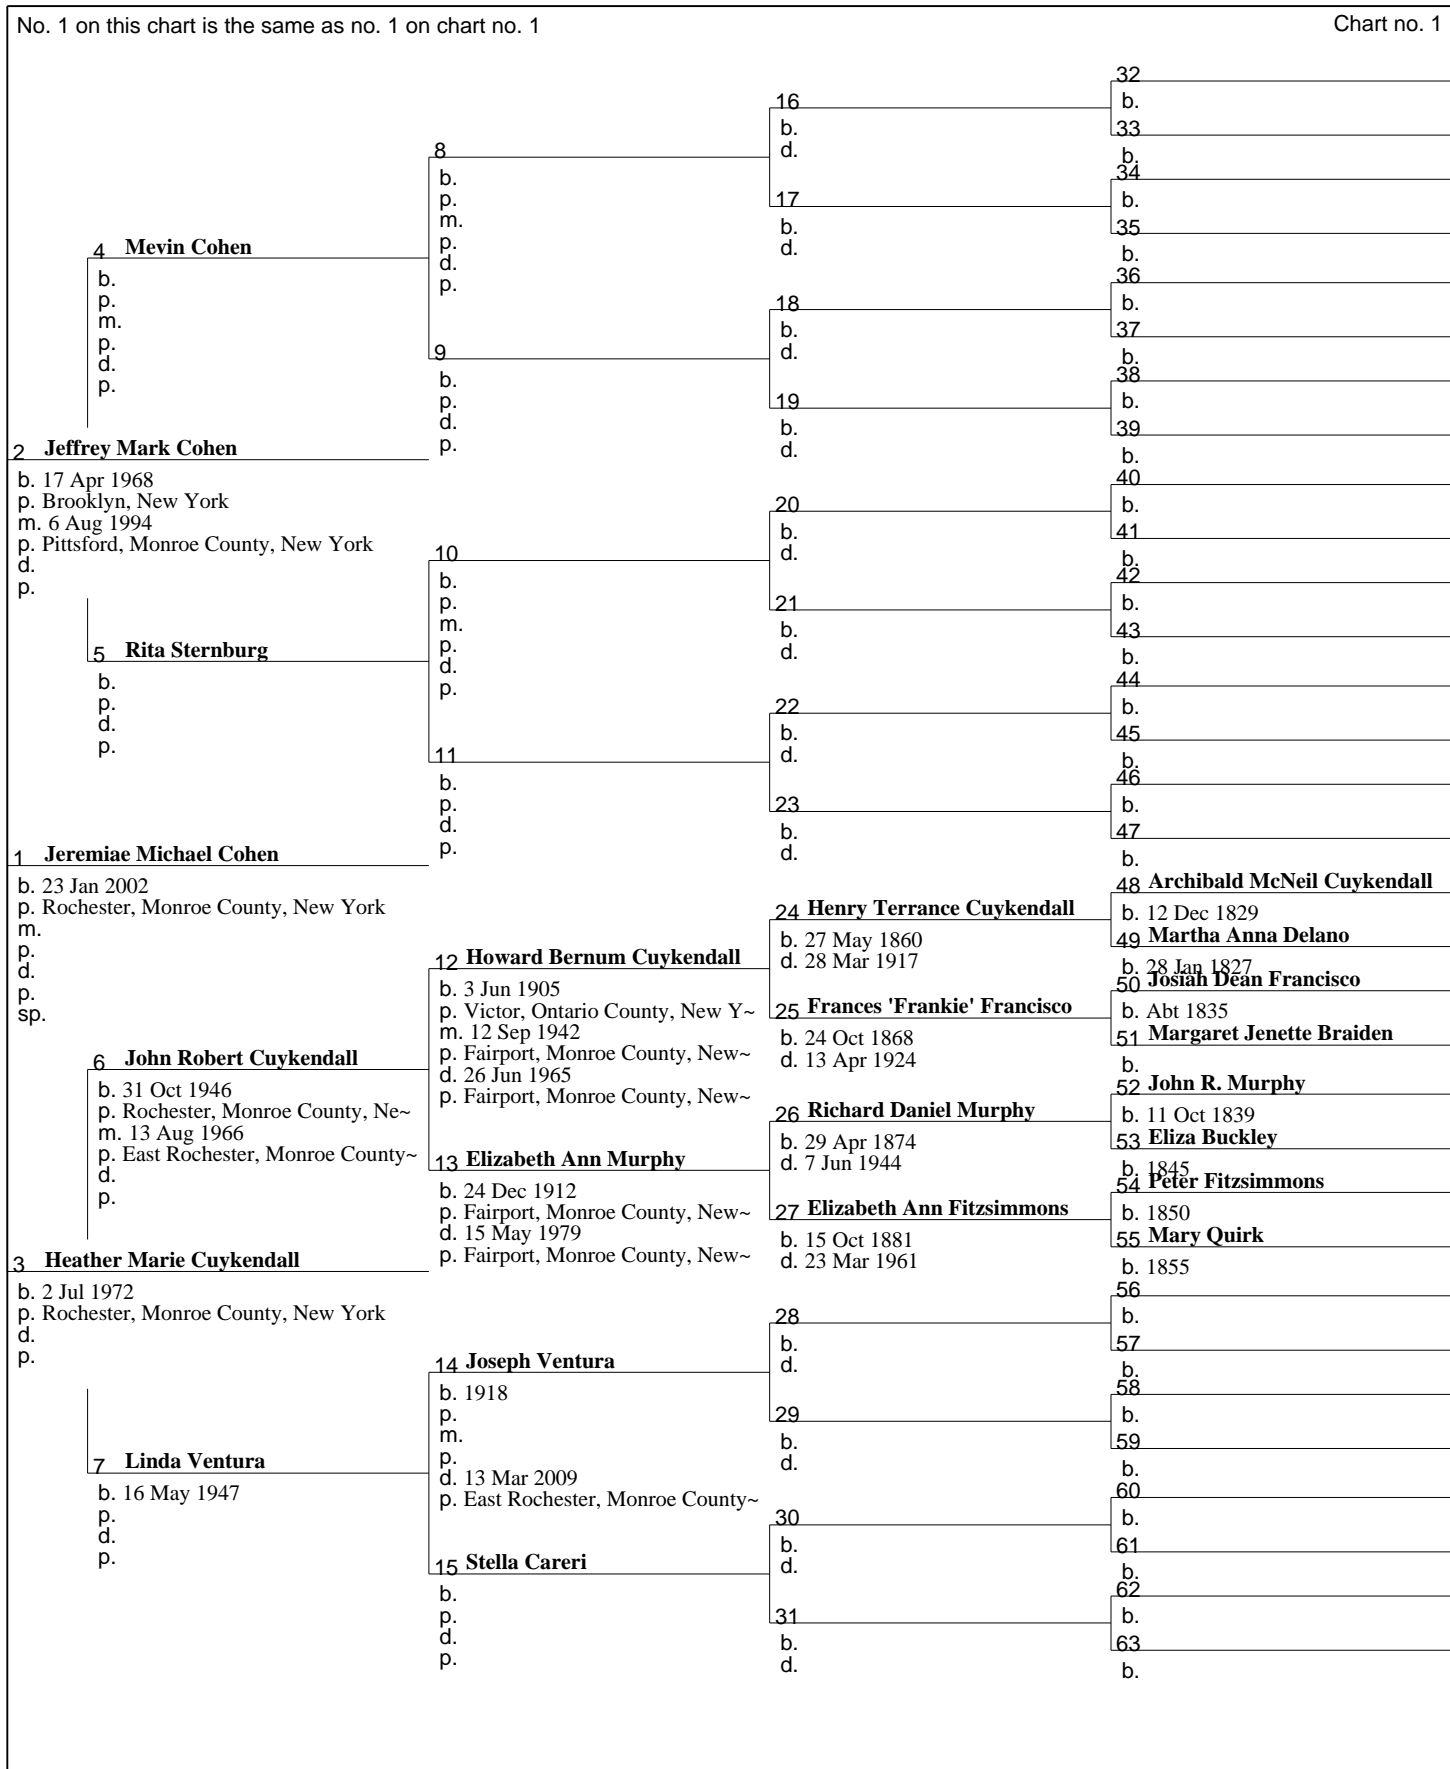 No. 1 on this chart is the same as no. 1 on chart no. 1
Chart no. 1
4 Mevin Cohen
b.
p.
m.
p.
d.
p.
2 Jeffrey Mark Cohen
b. 17 Apr 1968
p. Brooklyn, New York
m. 6 Aug 1994
p. Pittsford, Monroe County, New York
d.
p.
5 Rita Sternburg
b.
p.
d.
p.
1 Jeremiae Michael Cohen
b. 23 Jan 2002
p. Rochester, Monroe County, New York
m.
p.
d.
p.
sp.
6 John Robert Cuykendall
b. 31 Oct 1946
p. Rochester, Monroe County, Ne~
m. 13 Aug 1966
p. East Rochester, Monroe County~
d.
p.
3 Heather Marie Cuykendall
b. 2 Jul 1972
p. Rochester, Monroe County, New York
d.
p.
7 Linda Ventura
b. 16 May 1947
p.
d.
p.
8
b.
p.
m.
p.
d.
p.
9
b.
p.
d.
p.
10
b.
p.
m.
p.
d.
p.
11
b.
p.
d.
p.
12 Howard Bernum Cuykendall
b. 3 Jun 1905
p. Victor, Ontario County, New Y~
m. 12 Sep 1942
p. Fairport, Monroe County, New~
d. 26 Jun 1965
p. Fairport, Monroe County, New~
13 Elizabeth Ann Murphy
b. 24 Dec 1912
p. Fairport, Monroe County, New~
d. 15 May 1979
p. Fairport, Monroe County, New~
14 Joseph Ventura
b. 1918
p.
m.
p.
d. 13 Mar 2009
p. East Rochester, Monroe County~
15 Stella Careri
b.
p.
d.
p.
16
b.
d.
17
b.
d.
18
b.
d.
19
b.
d.
20
b.
d.
21
b.
d.
22
b.
d.
23
b.
d.
24 Henry Terrance Cuykendall
b. 27 May 1860
d. 28 Mar 1917
25 Frances 'Frankie' Francisco
b. 24 Oct 1868
d. 13 Apr 1924
26 Richard Daniel Murphy
b. 29 Apr 1874
d. 7 Jun 1944
27 Elizabeth Ann Fitzsimmons
b. 15 Oct 1881
d. 23 Mar 1961
28
b.
d.
29
b.
d.
30
b.
d.
31
b.
d.
32
b.
33
b.
34
b.
35
b.
36
b.
37
b.
38
b.
39
b.
40
b.
41
b.
42
b.
43
b.
44
b.
45
b.
46
b.
47
b.
48 Archibald McNeil Cuykendall
b. 12 Dec 1829
49 Martha Anna Delano
b. 28 Jan 1827
50 Josiah Dean Francisco
b. Abt 1835
51 Margaret Jenette Braiden
b.
52 John R. Murphy
b. 11 Oct 1839
53 Eliza Buckley
b. 1845
54 Peter Fitzsimmons
b. 1850
55 Mary Quirk
b. 1855
56
b.
57
b.
58
b.
59
b.
60
b.
61
b.
62
b.
63
b.